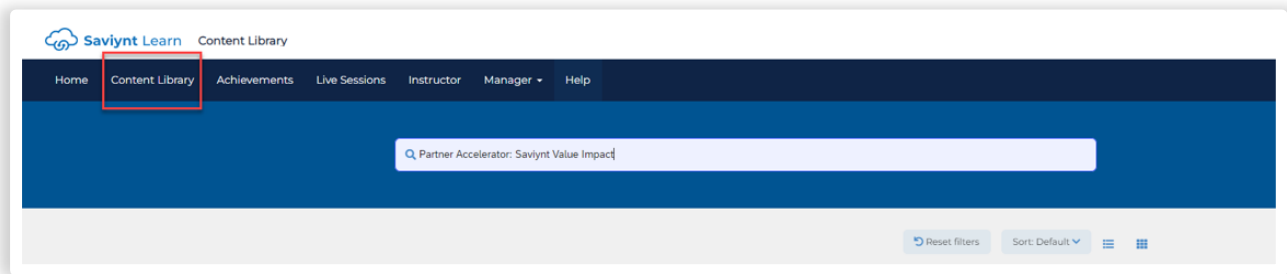 Saviynt Learn Content Library
Home Content Library Achievements Live Sessions Instructor Manager Help
Partner Accelerator: Saviynt Value Impact
Reset filters Sort: Default